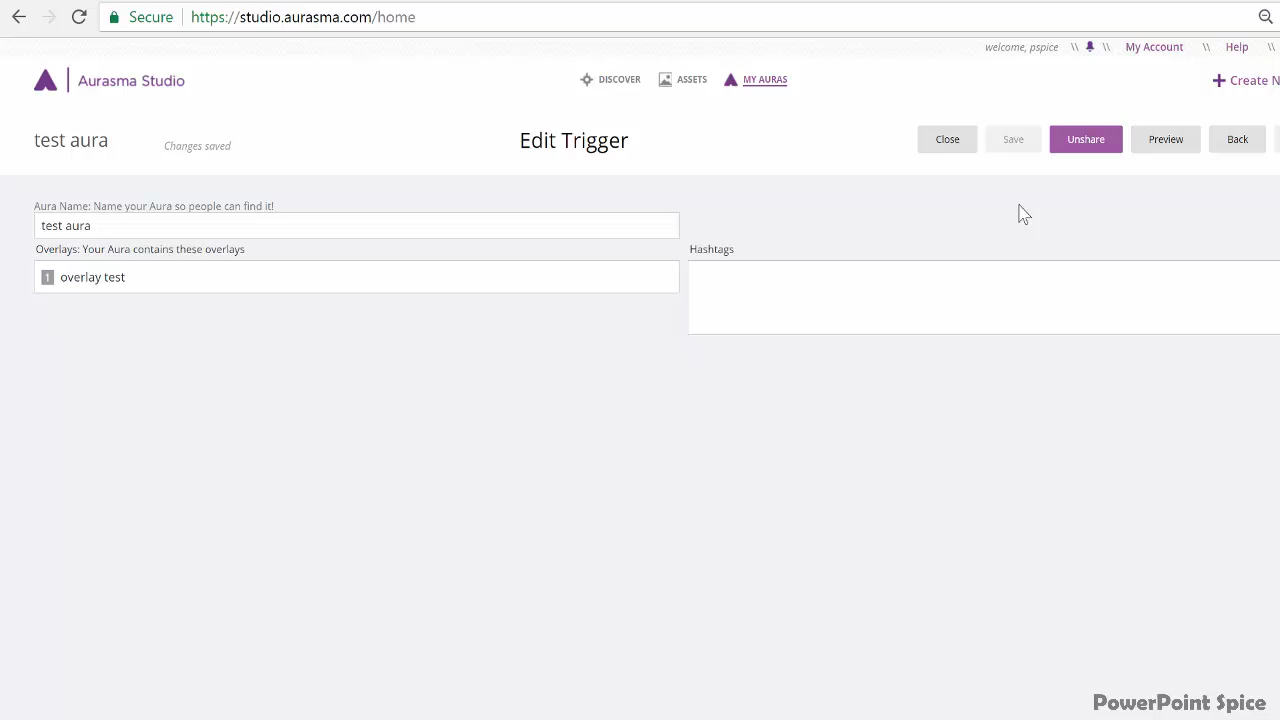 Secure https://studio.aurasma.com/home
welcome, pspice \\ \\ My Account \\ Help \\
Aurasma Studio DISCOVER ASSETS MY AURAS + Create N
test aura Changes saved Edit Trigger Close Save Unshare Preview Back
Aura Name: Name your Aura so people can find it!
test aura
Overlays: Your Aura contains these overlays Hashtags
1 overlay test
PowerPoint Spice